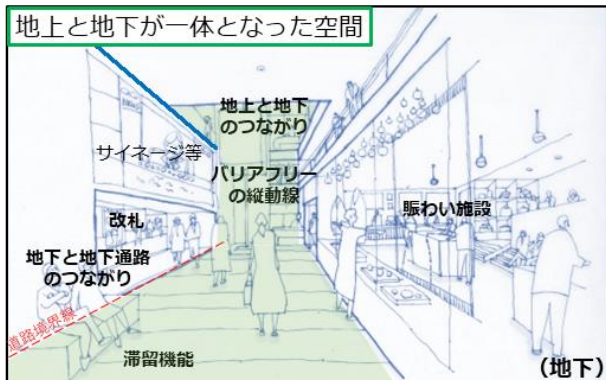 地上と地下が一体となった空間
地上と地下
のつながり
サイネージ等
バリアフリー
の縦動線
改札
賑わい施設
地下と地下通路
のつながり
道路境界線
滞留機能
（地下）